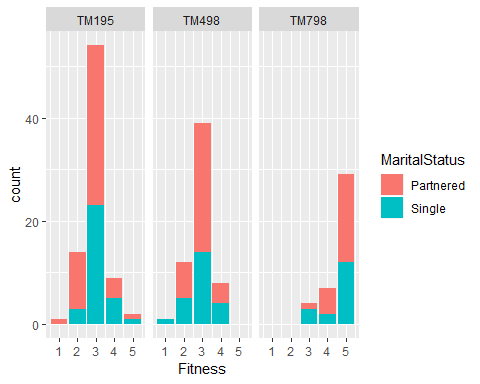 TM195 TM498 TM798
40
20
0
count
1 2 3 4 5 1 2 3 4 5 1 2 3 4 5
Fitness
MaritalStatus
Partnered
Single